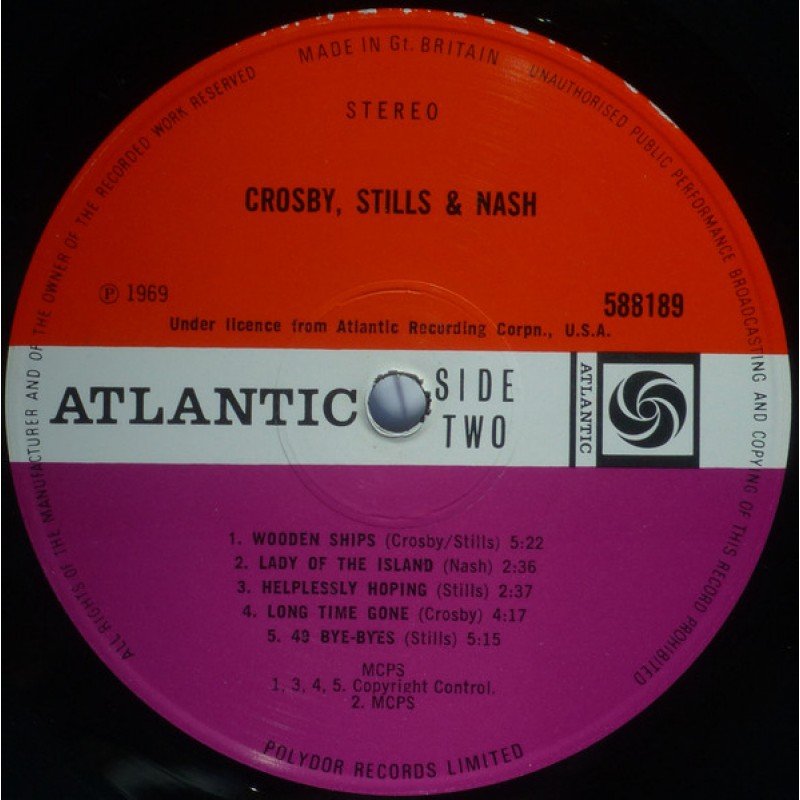 MADE IN Gt. BRITAIN
UNAUTHORISED PUBLIC PERFORMANCE BROADCASTING AND COPYING OF THIS RECORD PROHIBITED
ALL RIGHTS OF THE MANUFACTURER AND OF THE OWNER OF THE RECORDED WORK RESERVED
STEREO
CROSBY, STILLS & NASH
℗ 1969
588189
Under licence from Atlantic Recording Corpn., U.S.A.
ATLANTIC
SIDE
TWO
ATLANTIC
1. WOODEN SHIPS (Crosby/Stills) 5:22
2. LADY OF THE ISLAND (Nash) 2:36
3. HELPLESSLY HOPING (Stills) 2:37
4. LONG TIME GONE (Crosby) 4:17
5. 49 BYE-BYES (Stills) 5:15
MCPS
1, 3, 4, 5. Copyright Control.
2. MCPS
POLYDOR RECORDS LIMITED